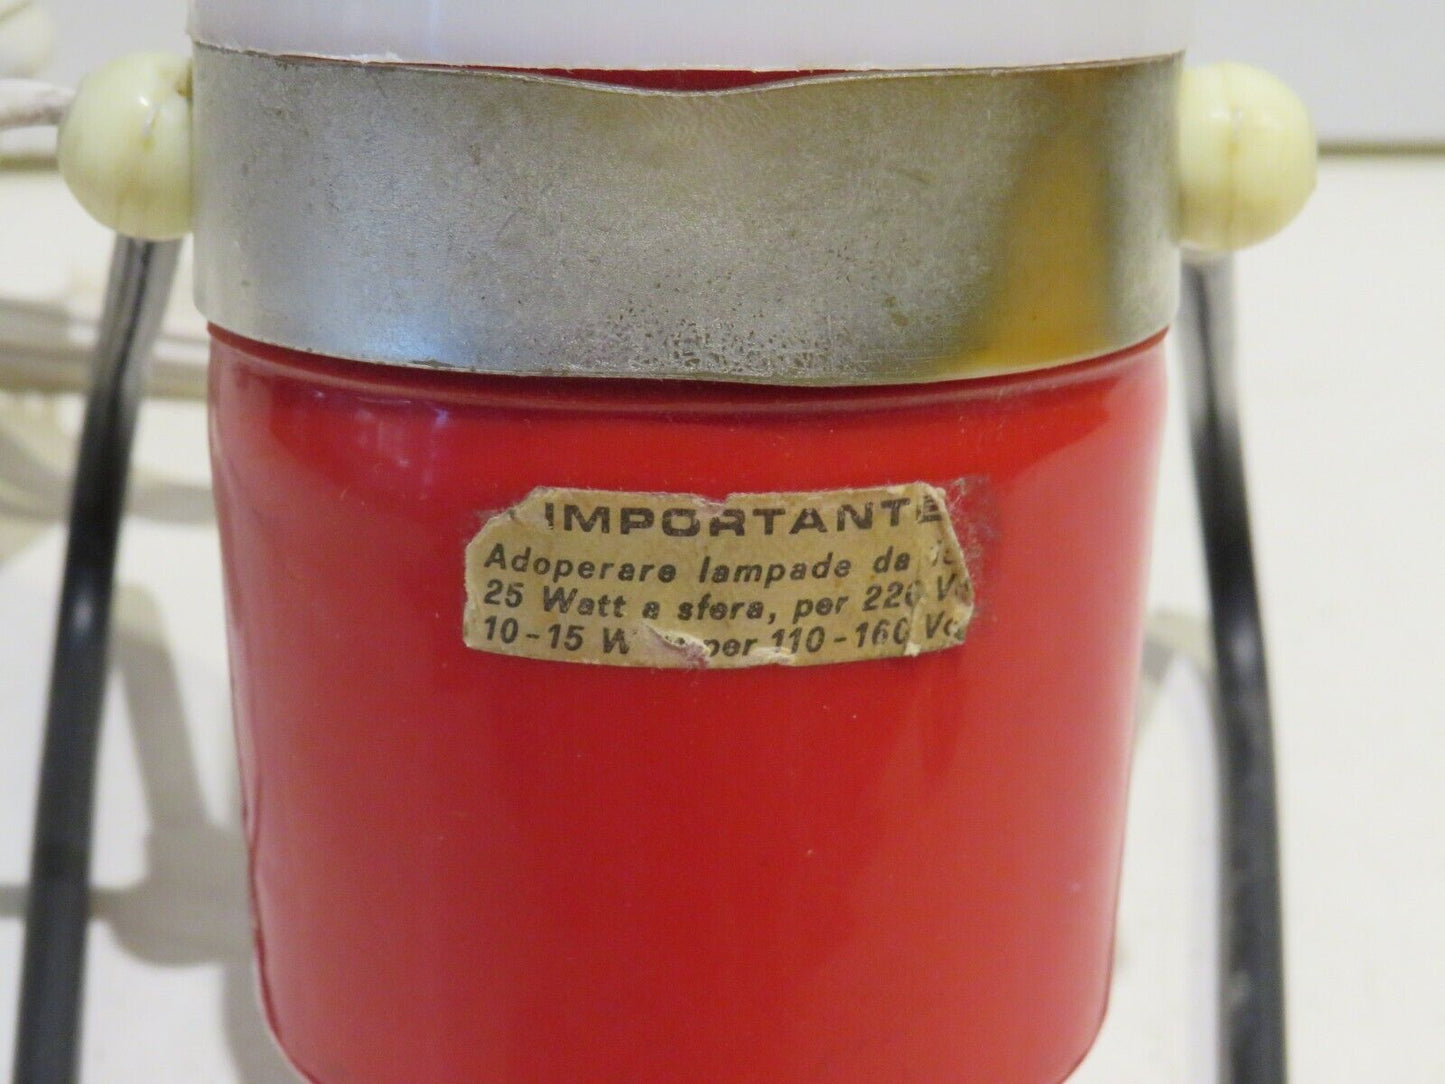 IMPORTANTE
Adoperare lampade da
25 Watt a sfera, per 220
10-15 per 110-160